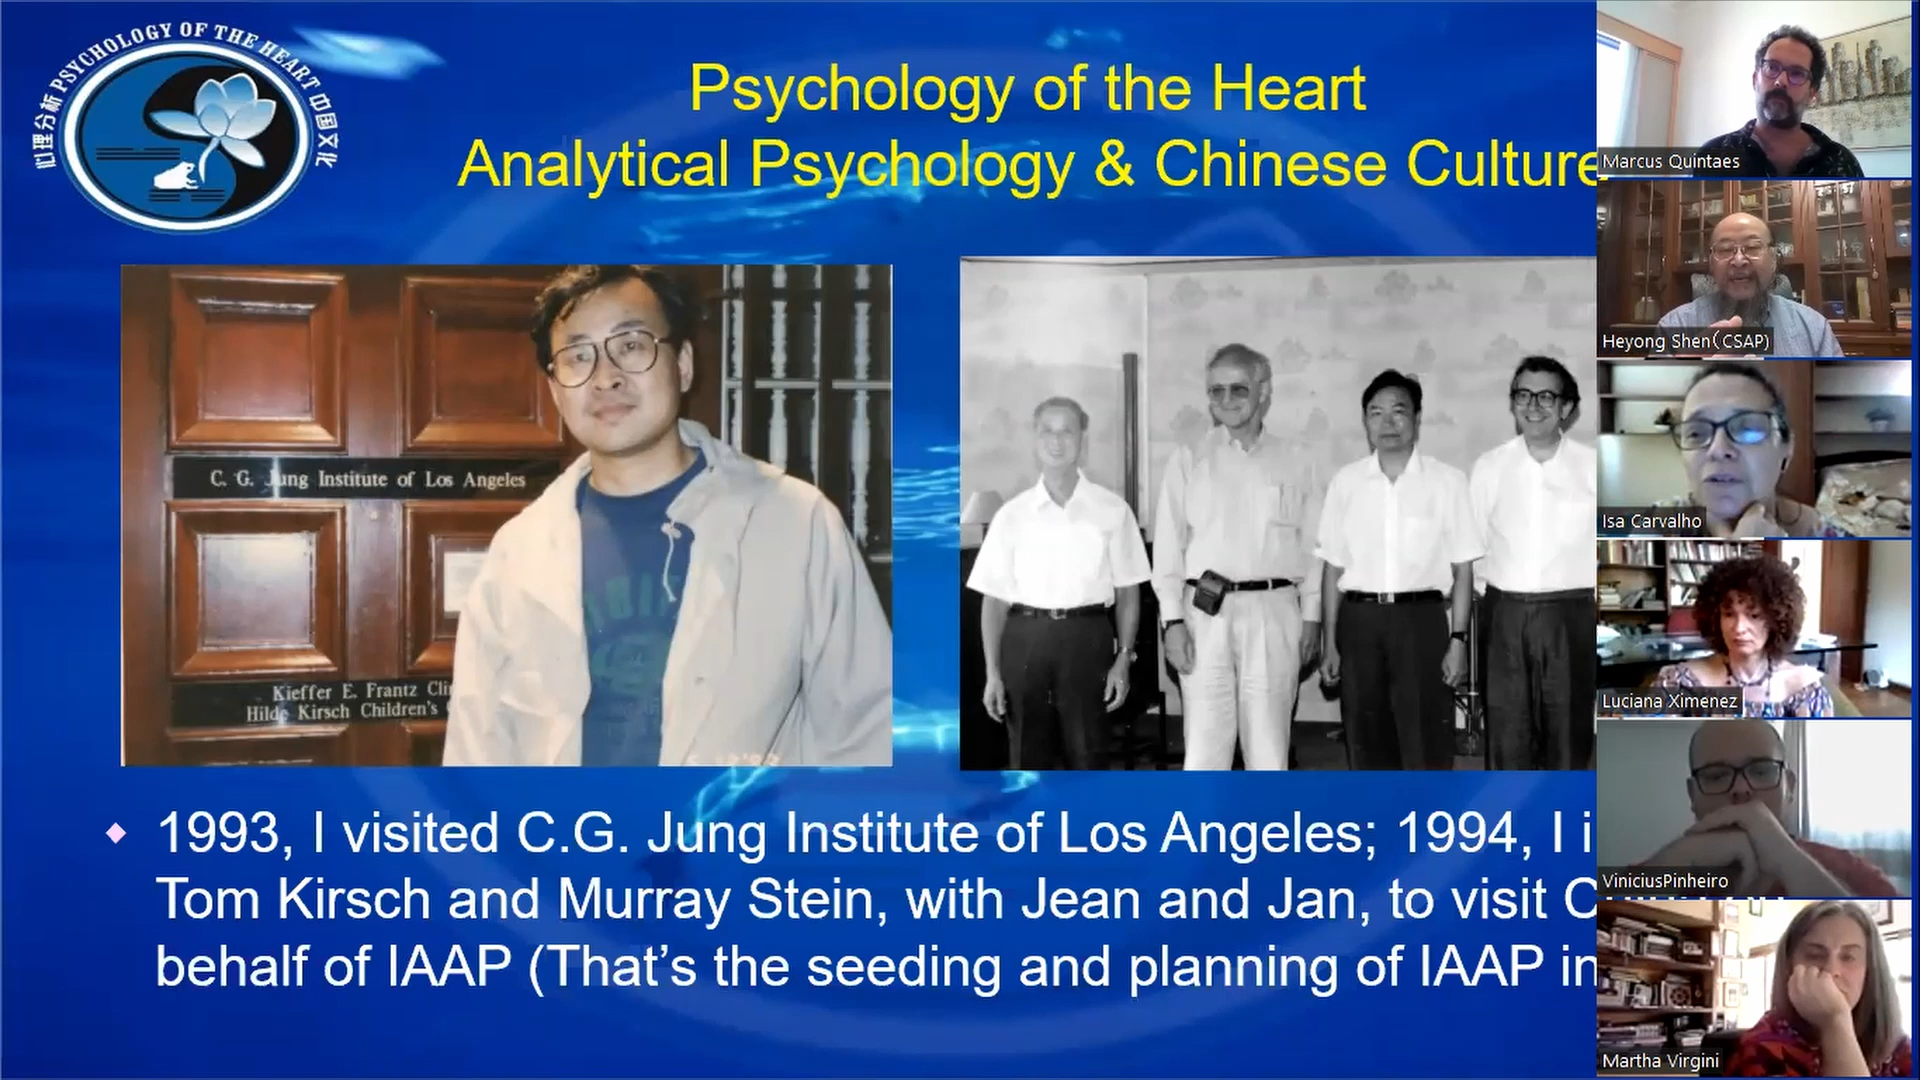 心理分析 PSYCHOLOGY OF THE HEART 中国文化
Psychology of the Heart
Analytical Psychology & Chinese Culture
C. G. Jung Institute of Los Angeles
Kieffer E. Frantz
Hilde Kirsch Children's
1993, I visited C.G. Jung Institute of Los Angeles; 1994, I
Tom Kirsch and Murray Stein, with Jean and Jan, to visit
behalf of IAAP (That's the seeding and planning of IAAP in
Marcus Quintaes
Heyong Shen(CSAP)
Isa Carvalho
Luciana Ximenez
ViniciusPinheiro
Martha Virgini